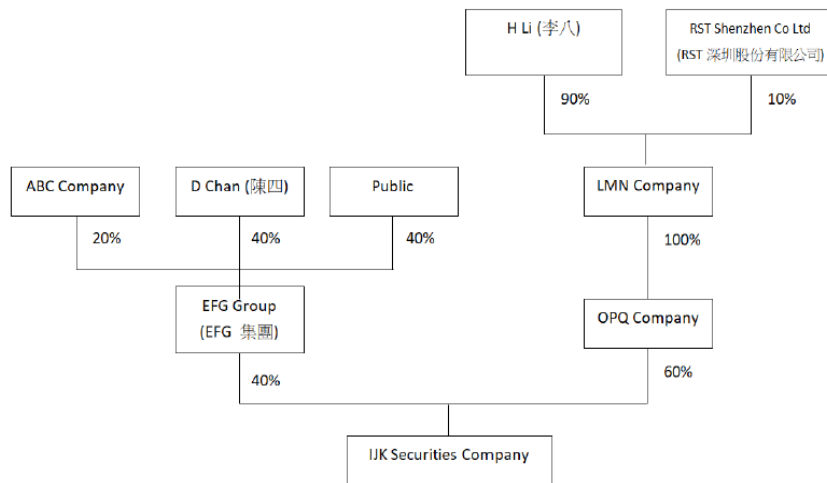 H Li (李八)
RST Shenzhen Co Ltd
(RST 深圳股份有限公司)
90%
10%
ABC Company
D Chan (陳四)
Public
LMN Company
20%
40%
40%
100%
EFG Group
(EFG 集團)
OPQ Company
40%
60%
IJK Securities Company